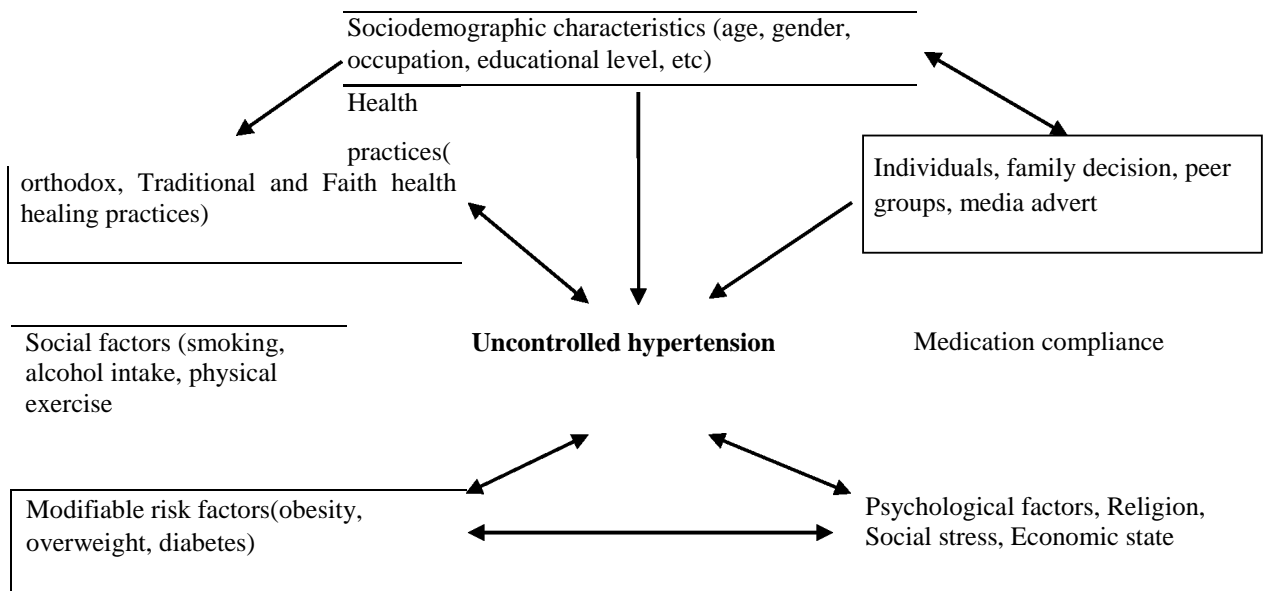 Sociodemographic characteristics (age, gender,
occupation, educational level, etc)
Health
practices(
orthodox, Traditional and Faith health
healing practices)
Individuals, family decision, peer
groups, media advert
Social factors (smoking,
alcohol intake, physical
exercise
Uncontrolled hypertension
Medication compliance
Modifiable risk factors(obesity,
overweight, diabetes)
Psychological factors, Religion,
Social stress, Economic state